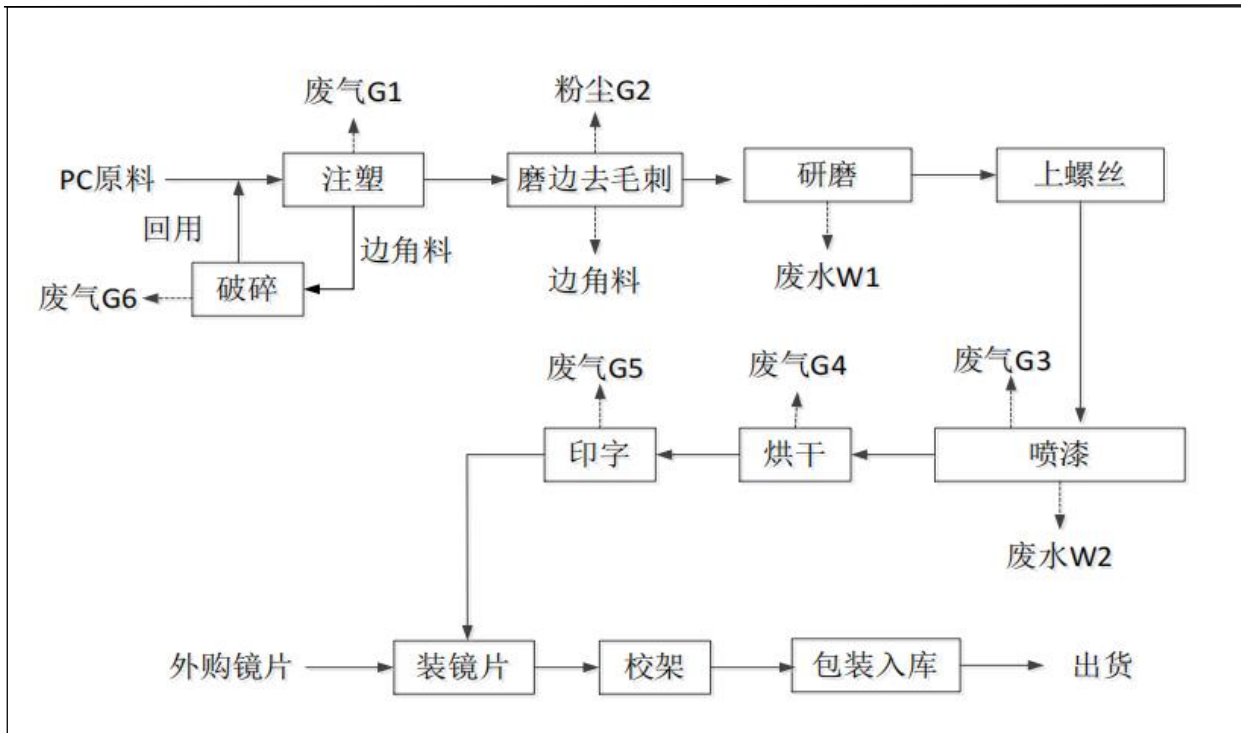 废气G1
粉尘G2
PC原料
注塑
磨边去毛刺
研磨
上螺丝
回用
边角料
废气G6
破碎
边角料
废水W1
废气G5
废气G4
废气G3
印字
烘干
喷漆
废水W2
外购镜片
装镜片
校架
包装入库
出货